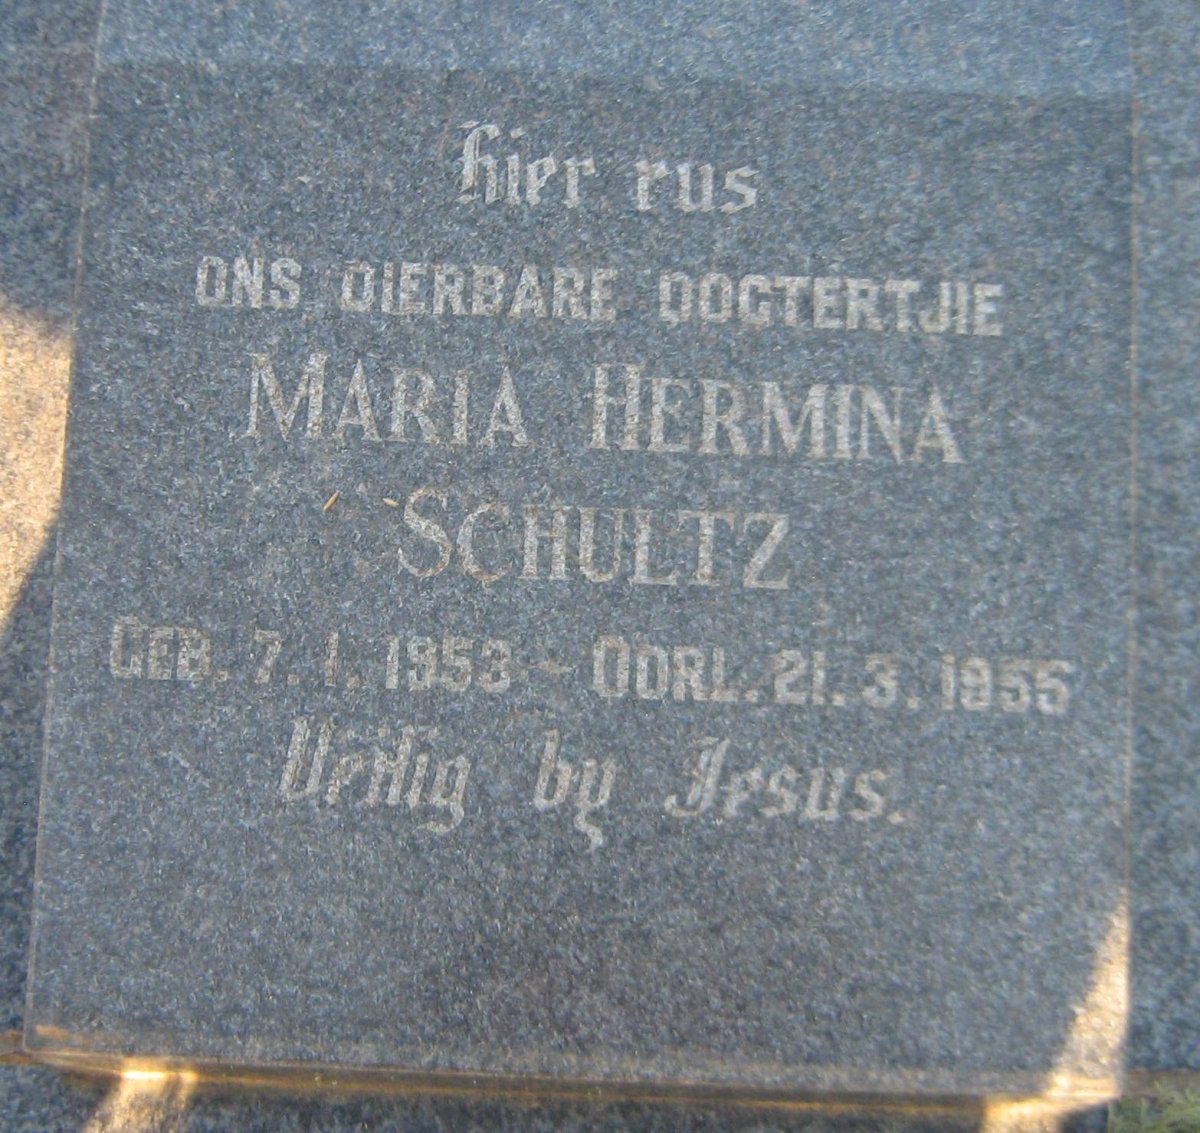 Hier rus
ONS DIERBARE DOGTERTJIE
MARIA HERMINA
SCHULTZ
GEB. 7. 1. 1953 - OORL. 21. 3. 1955
Veilig by Jesus.